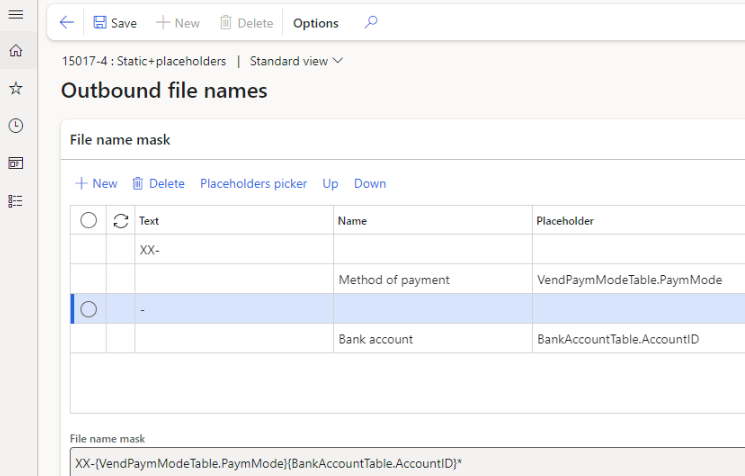 Save New Delete Options
15017-4 : Static+placeholders | Standard view
Outbound file names
File name mask
New Delete Placeholders picker Up Down
Text Name Placeholder
XX-
Method of payment VendPaymModeTable.PaymMode
-
Bank account BankAccountTable.AccountID
File name mask
XX-{VendPaymModeTable.PaymMode}{BankAccountTable.AccountID}*